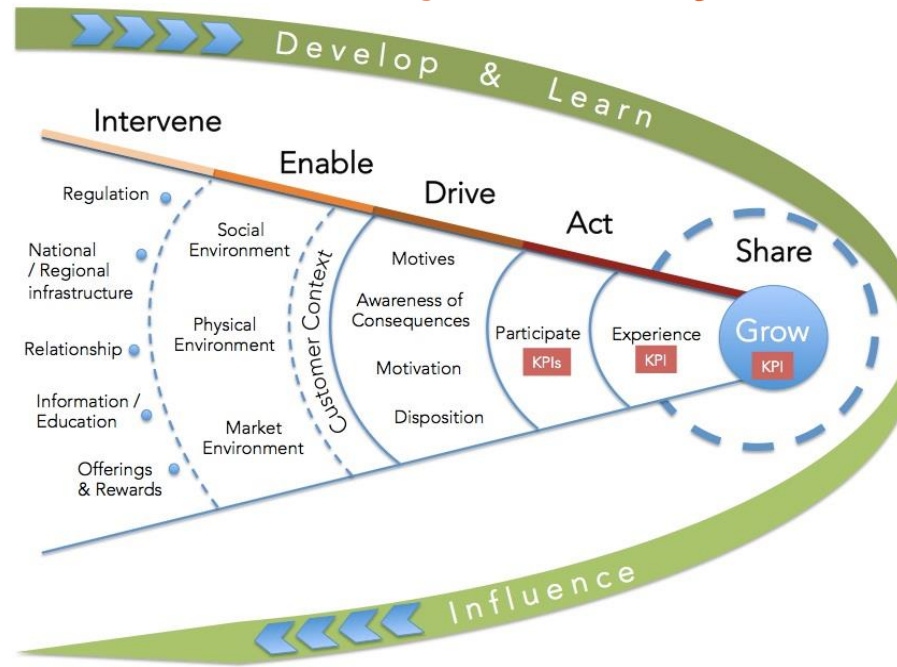 Develop & Learn
Intervene
Enable
Drive
Act
Share
Regulation
National
/ Regional
infrastructure
Relationship
Information /
Education
Offerings
& Rewards
Social
Environment
Physical
Environment
Market
Environment
Customer Context
Motives
Awareness of
Consequences
Motivation
Disposition
Participate
KPIs
Experience
KPI
Grow
KPI
Influence